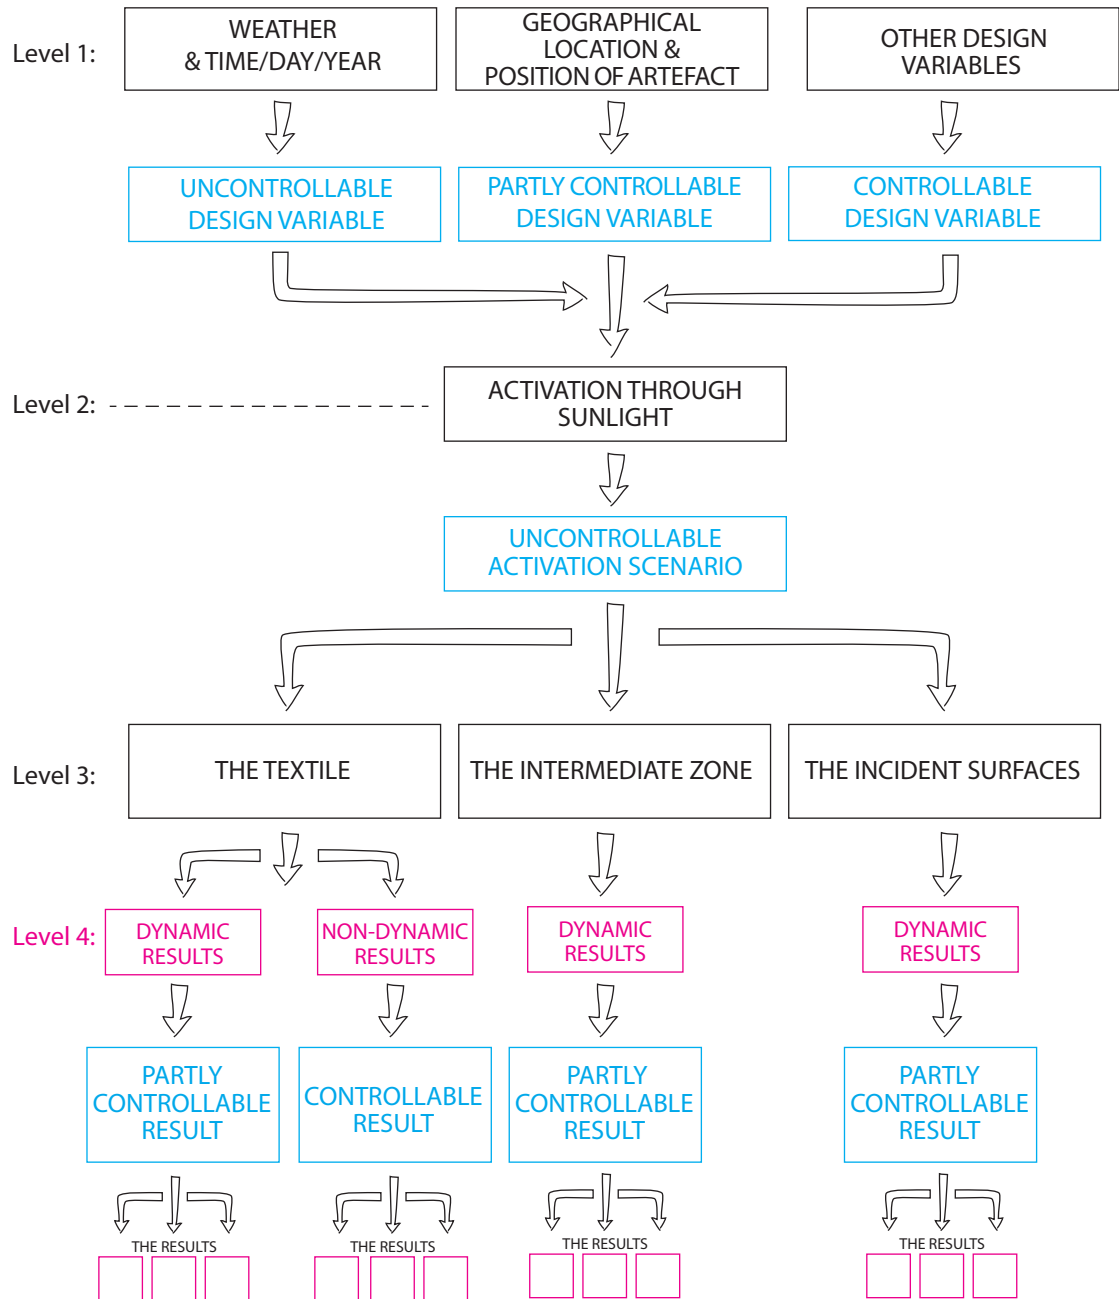 Level 1:
WEATHER
& TIME/DAY/YEAR
GEOGRAPHICAL
LOCATION &
POSITION OF ARTEFACT
OTHER DESIGN
VARIABLES
UNCONTROLLABLE
DESIGN VARIABLE
PARTLY CONTROLLABLE
DESIGN VARIABLE
CONTROLLABLE
DESIGN VARIABLE
Level 2:
ACTIVATION THROUGH
SUNLIGHT
UNCONTROLLABLE
ACTIVATION SCENARIO
Level 3:
THE TEXTILE
THE INTERMEDIATE ZONE
THE INCIDENT SURFACES
Level 4:
DYNAMIC
RESULTS
NON-DYNAMIC
RESULTS
DYNAMIC
RESULTS
DYNAMIC
RESULTS
PARTLY
CONTROLLABLE
RESULT
CONTROLLABLE
RESULT
PARTLY
CONTROLLABLE
RESULT
PARTLY
CONTROLLABLE
RESULT
THE RESULTS
THE RESULTS
THE RESULTS
THE RESULTS